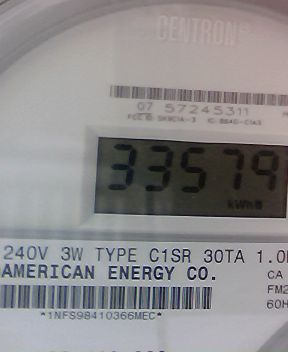 CENTRON®
07 57245311
33579
kWh
240V 3W TYPE C1SR 30TA 1.0
AMERICAN ENERGY CO.
CA
FM2
60H
*1NFS98410366MEC*